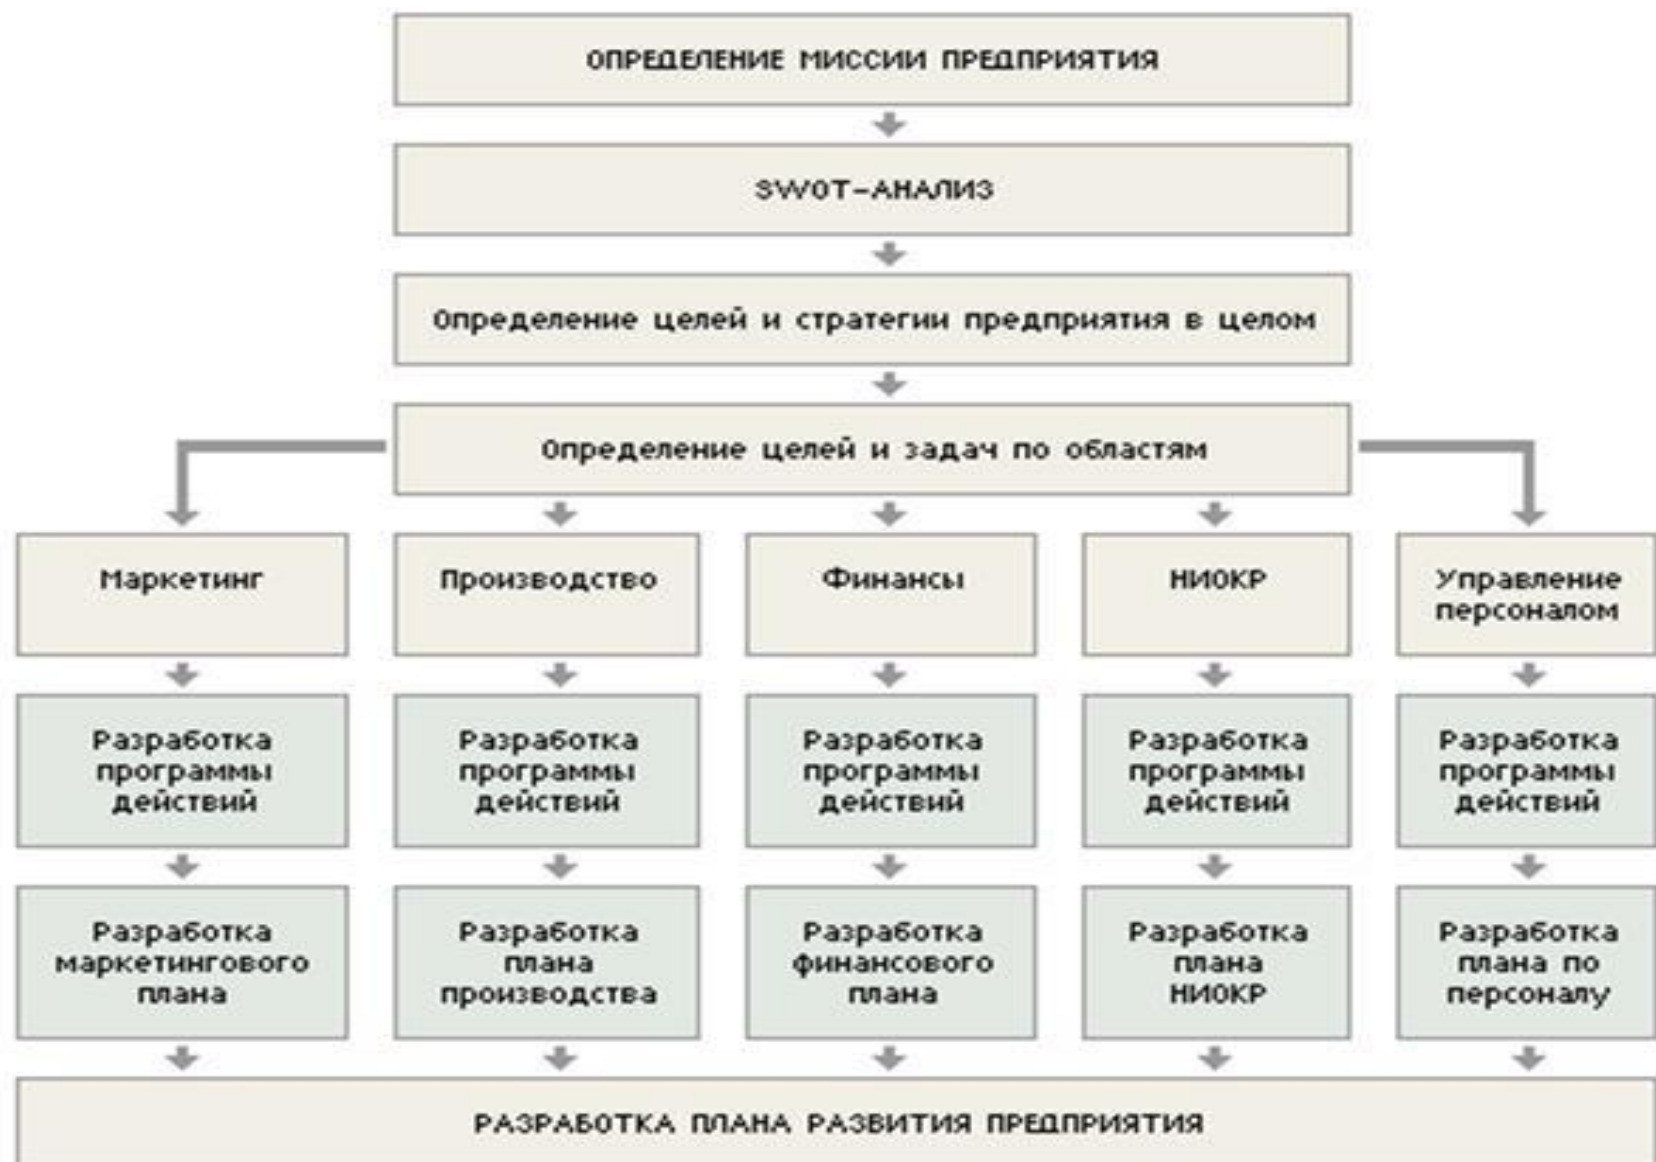 ОПРЕДЕЛЕНИЕ МИССИИ ПРЕДПРИЯТИЯ
SWOT-АНАЛИЗ
Определение целей и стратегии предприятия в целом
Определение целей и задач по областям
Маркетинг
Производство
Финансы
НИОКР
Управление
персоналом
Разработка
программы
действий
Разработка
программы
действий
Разработка
программы
действий
Разработка
программы
действий
Разработка
программы
действий
Разработка
маркетингового
плана
Разработка
плана
производства
Разработка
финансового
плана
Разработка
плана
НИОКР
Разработка
плана по
персоналу
РАЗРАБОТКА ПЛАНА РАЗВИТИЯ ПРЕДПРИЯТИЯ